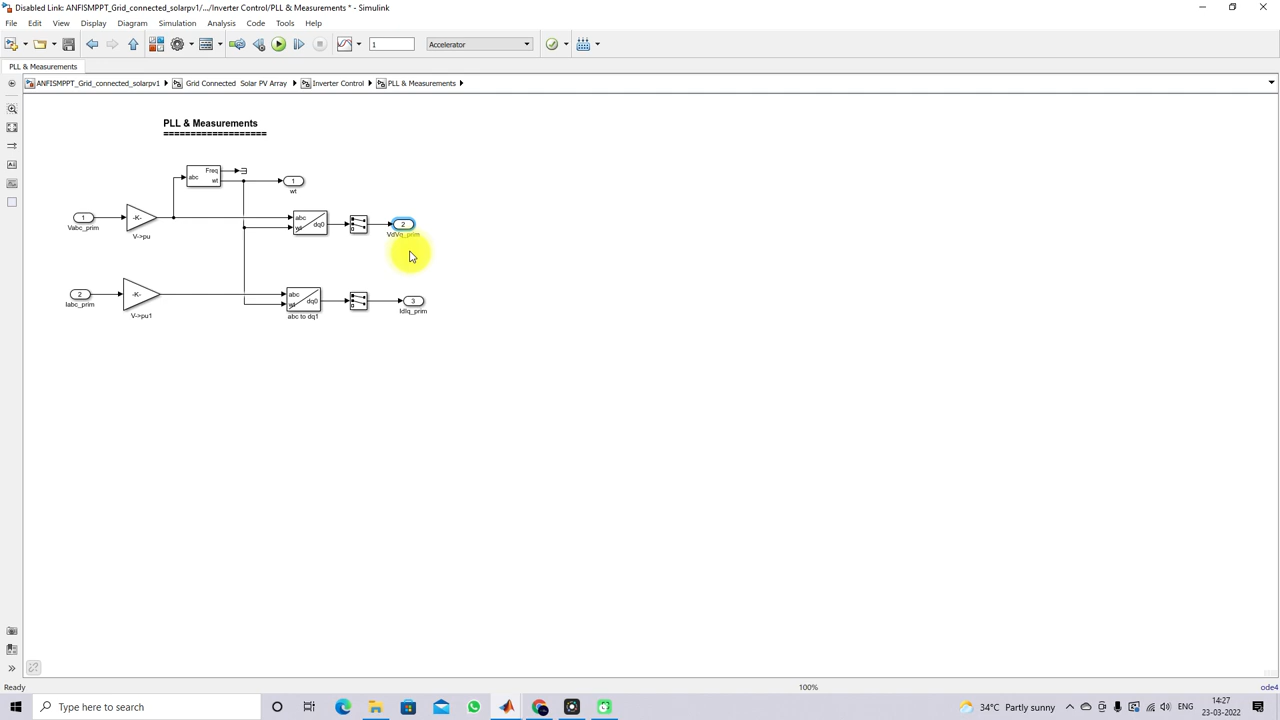 Disabled Link: ANFISMPPT_Grid_connected_solarpv1/.../Inverter Control/PLL & Measurements * - Simulink
File Edit View Display Diagram Simulation Analysis Code Tools Help
1
Accelerator
PLL & Measurements
ANFISMPPT_Grid_connected_solarpv1 Grid Connected Solar PV Array Inverter Control PLL & Measurements
PLL & Measurements
===================
abc
Freq
wt
1
wt
1
Vabc_prim
-K-
V->pu
abc
wt
dq0
2
VdVq_prim
2
Iabc_prim
-K-
V->pu1
abc
wt
dq0
abc to dq1
3
IdIq_prim
Ready
100%
ode4
Type here to search
34°C Partly sunny
ENG
14:27
23-03-2022